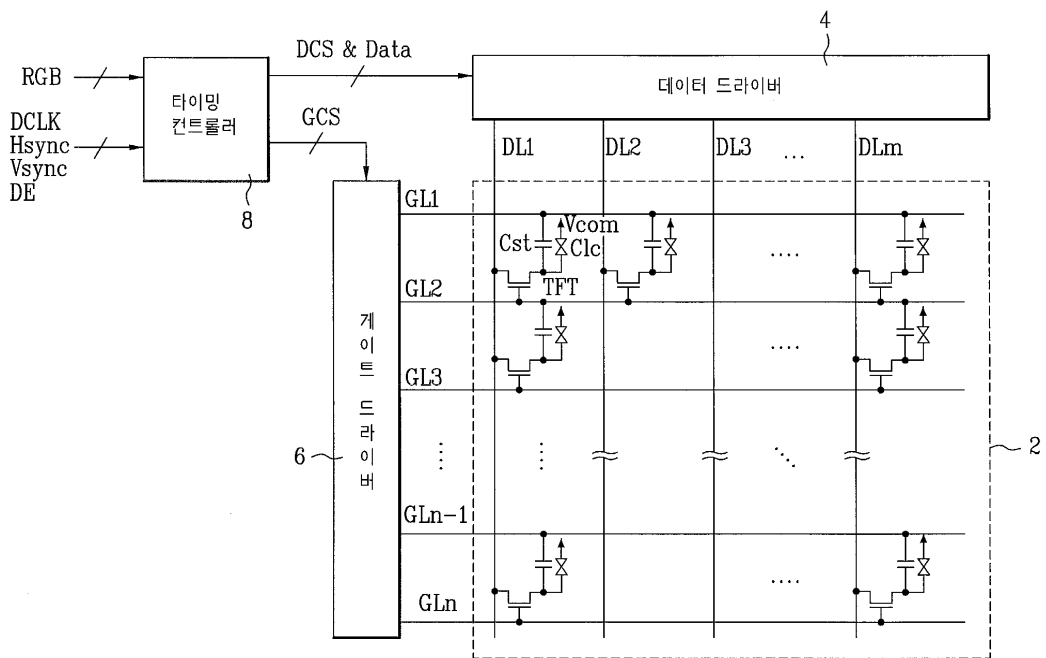 4
DCS & Data
RGB
타이밍
컨트롤러
데이터 드라이버
DCLK
Hsync
Vsync
DE
GCS
8
DL1
DL2
DL3
...
DLm
GL1
Vcom
Cst
Clc
....
TFT
GL2
....
게이트 드라이버
GL3
6
2
GLn-1
....
GLn